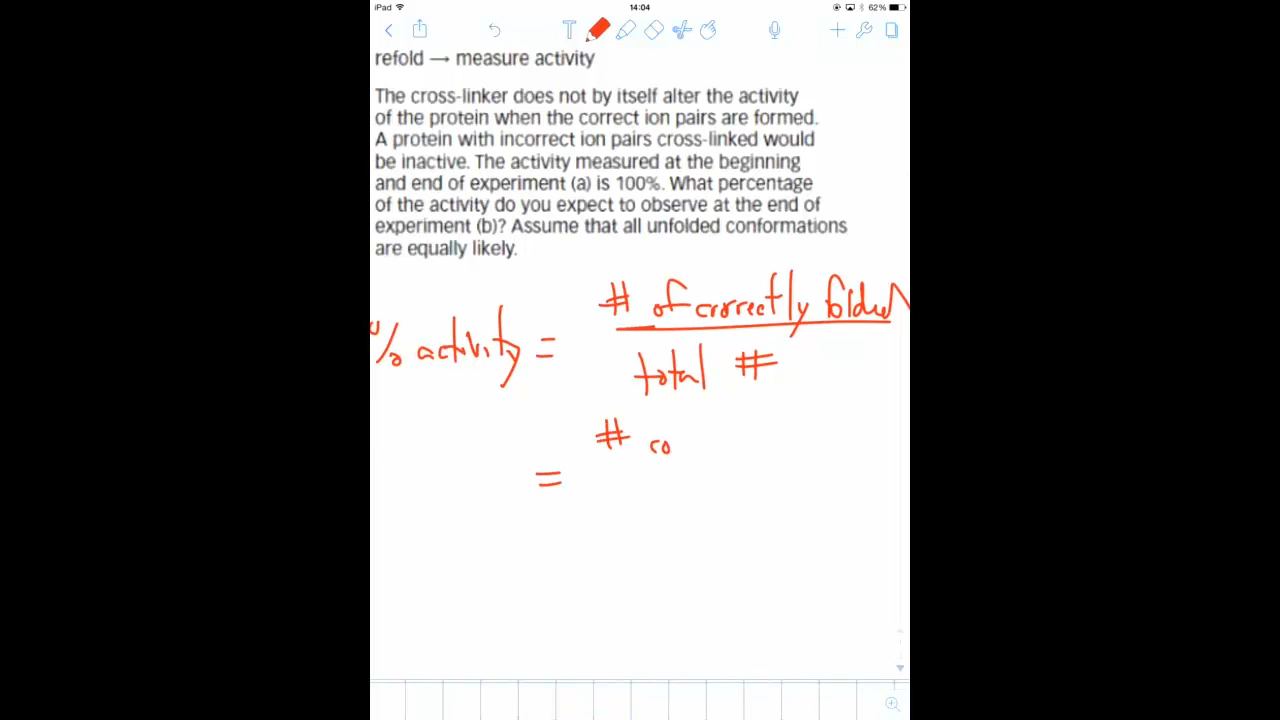 iPad 14:04 62%
T
refold → measure activity
The cross-linker does not by itself alter the activity
of the protein when the correct ion pairs are formed.
A protein with incorrect ion pairs cross-linked would
be inactive. The activity measured at the beginning
and end of experiment (a) is 100%. What percentage
of the activity do you expect to observe at the end of
experiment (b)? Assume that all unfolded conformations
are equally likely.
# of correctly folded
% activity =
total #
# co
=